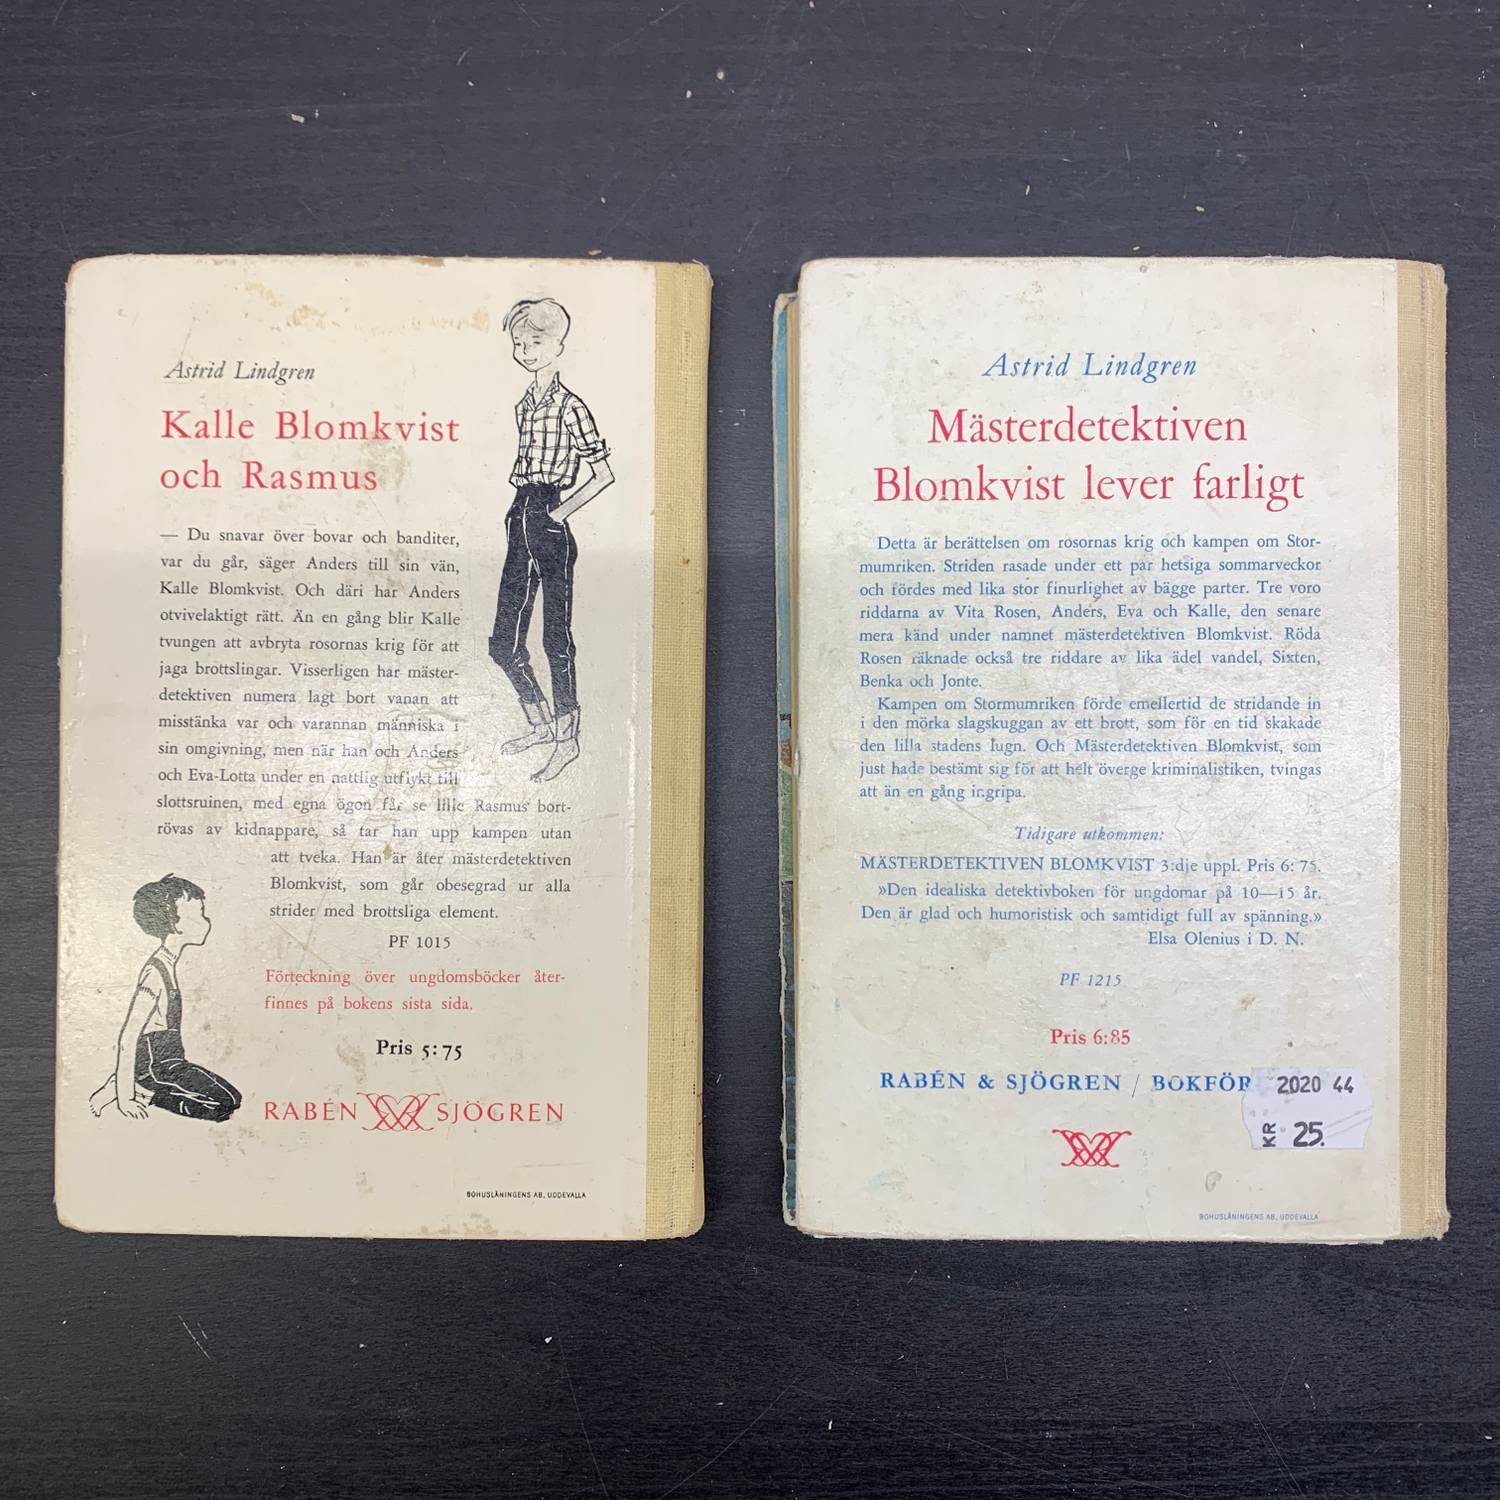 Astrid Lindgren
Kalle Blomkvist
och Rasmus
— Du snavar över bovar och banditer,
var du går, säger Anders till sin vän,
Kalle Blomkvist. Och däri har Anders
otvivelaktigt rätt. Än en gång blir Kalle
tvungen att avbryta rosornas krig för att
jaga brottslingar. Visserligen har mäster-
detektiven numera lagt bort vanan att
misstänka var och varannan människa i
sin omgivning, men när han och Anders
och Eva-Lotta under en nattlig utflykt till
slottsruinen, med egna ögon får se lille Rasmus bort-
rövas av kidnappare, så tar han upp kampen utan
att tveka. Han är åter mästerdetektiven
Blomkvist, som går obesegrad ur alla
strider med brottsliga element.
PF 1015
Förteckning över ungdomsböcker åter-
finnes på bokens sista sida.
Pris 5:75
RABÉN SJÖGREN
BOHUSLÄNINGENS AB, UDDEVALLA
Astrid Lindgren
Mästerdetektiven
Blomkvist lever farligt
Detta är berättelsen om rosornas krig och kampen om Stor-
mumriken. Striden rasade under ett par hetsiga sommarveckor
och fördes med lika stor finurlighet av bägge parter. Tre voro
riddarna av Vita Rosen, Anders, Eva och Kalle, den senare
mera känd under namnet mästerdetektiven Blomkvist. Röda
Rosen räknade också tre riddare av lika ädel vandel, Sixten,
Benka och Jonte.
Kampen om Stormumriken förde emellertid de stridande in
i den mörka slagskuggan av ett brott, som för en tid skakade
den lilla stadens lugn. Och Mästerdetektiven Blomkvist, som
just hade bestämt sig för att helt överge kriminalistiken, tvingas
att än en gång ingripa.
Tidigare utkommen:
MÄSTERDETEKTIVEN BLOMKVIST 3:dje uppl. Pris 6: 75.
»Den idealiska detektivboken för ungdomar på 10—15 år.
Den är glad och humoristisk och samtidigt full av spänning.»
Elsa Olenius i D. N.
PF 1215
Pris 6:85
RABÉN & SJÖGREN / BOKFÖR
2020 44
KR 25.
BOHUSLÄNINGENS AB, UDDEVALLA